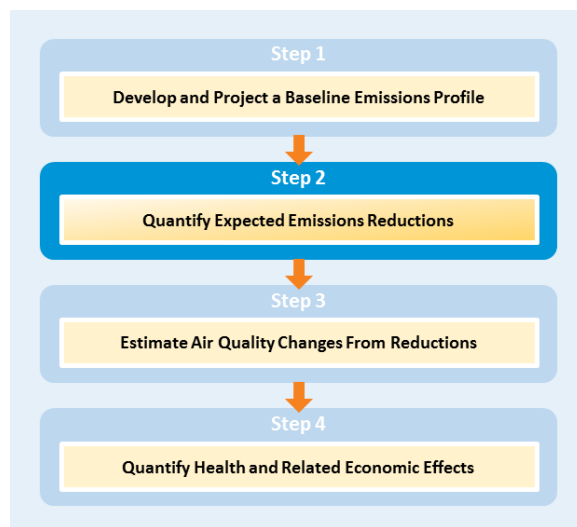 Step 1
Develop and Project a Baseline Emissions Profile
Step 2
Quantify Expected Emissions Reductions
Step 3
Estimate Air Quality Changes From Reductions
Step 4
Quantify Health and Related Economic Effects